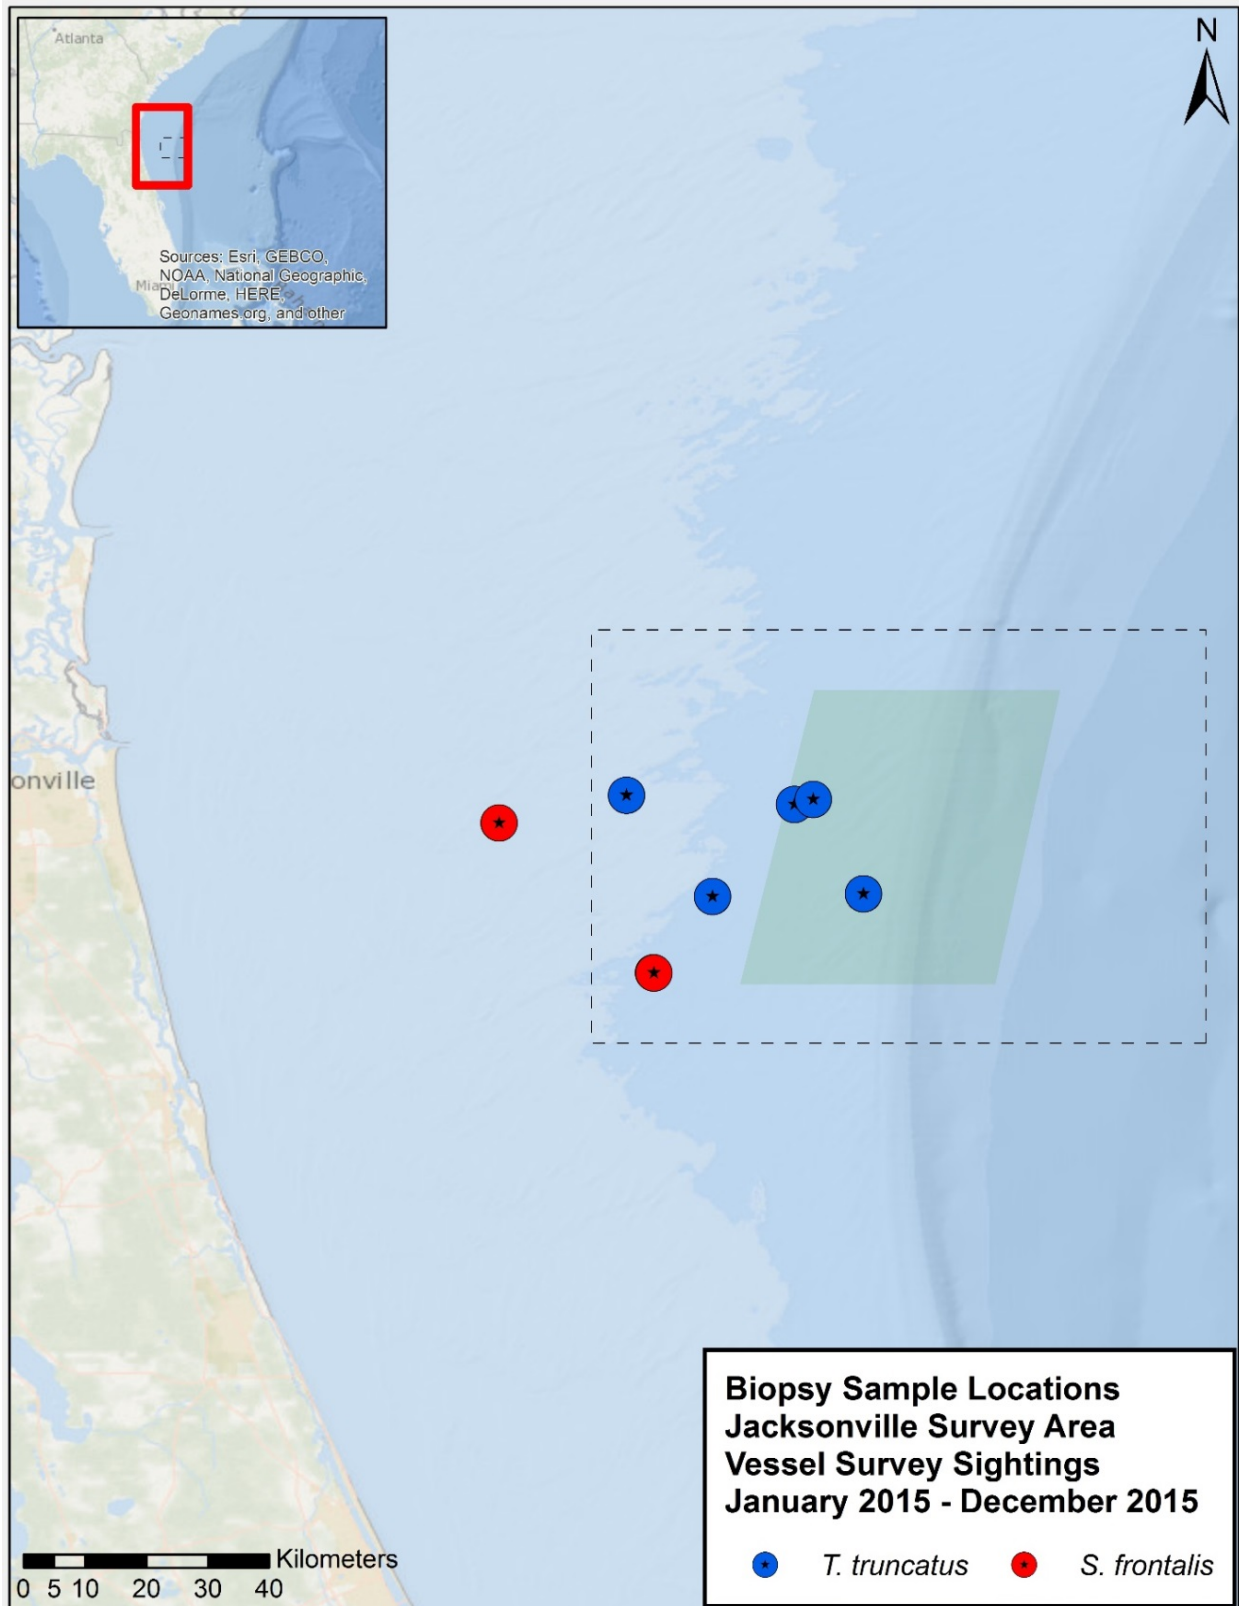 Atlanta
N
Sources: Esri, GEBCO,
NOAA, National Geographic,
Miami
DeLorme, HERE,
Geonames.org, and other
onville
Biopsy Sample Locations
Jacksonville Survey Area
Vessel Survey Sightings
January 2015 - December 2015
T. truncatus
S. frontalis
Kilometers
0 5 10 20 30 40